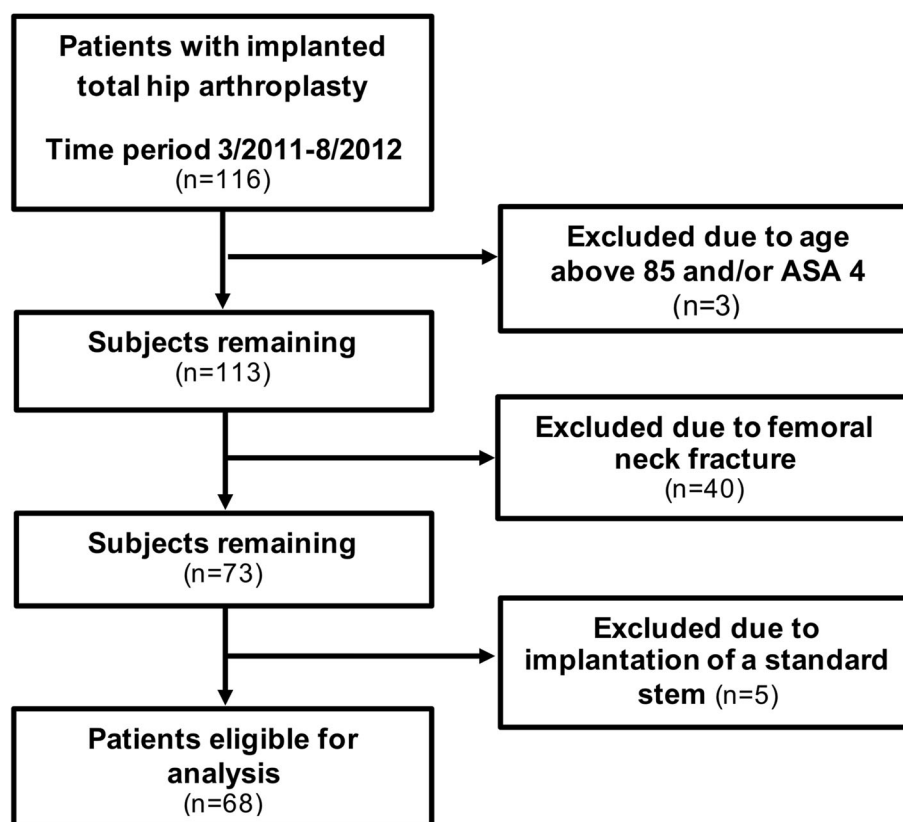 Patients with implanted
total hip arthroplasty
Time period 3/2011-8/2012
(n=116)
Excluded due to age
above 85 and/or ASA 4
(n=3)
Subjects remaining
(n=113)
Excluded due to femoral
neck fracture
(n=40)
Subjects remaining
(n=73)
Excluded due to
implantation of a standard
stem (n=5)
Patients eligible for
analysis
(n=68)